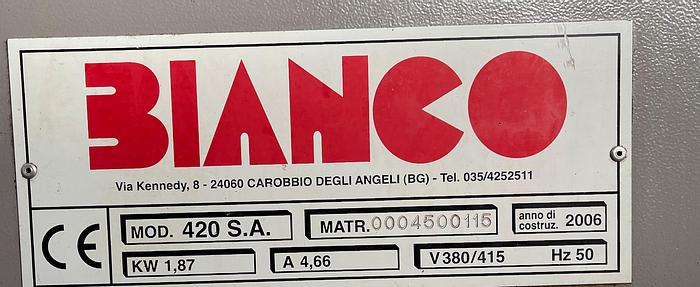 BIANCO
Via Kennedy, 8 - 24060 CAROBBIO DEGLI ANGELI (BG) - Tel. 035/4252511
CE MOD. 420 S.A. MATR. 0004500115 anno di costruz. 2006
KW 1,87 A 4,66 V 380/415 Hz 50